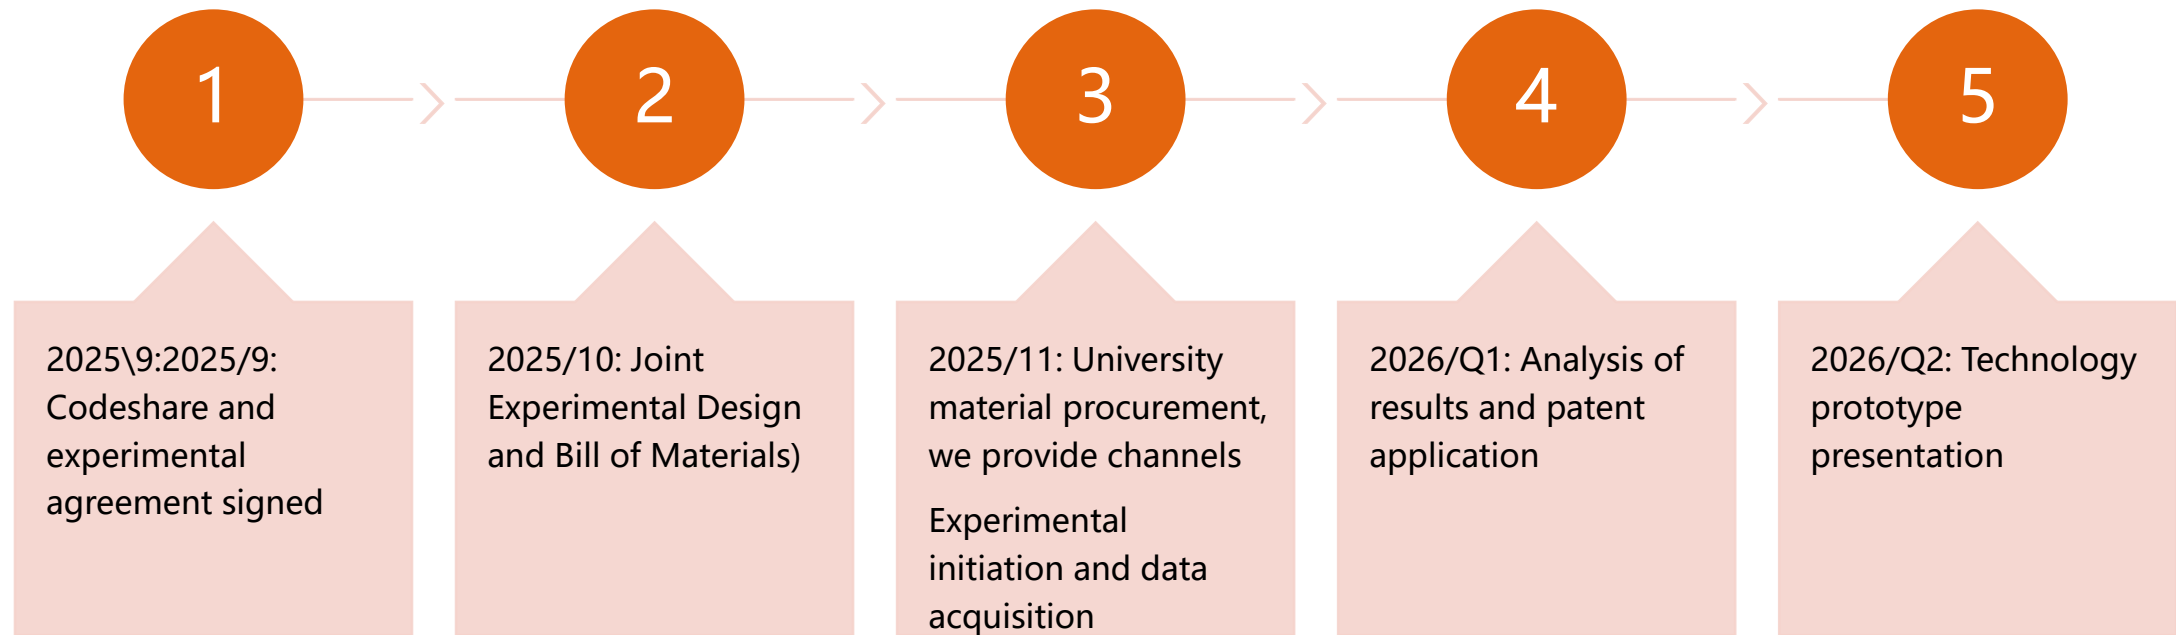 1
2
3
4
5
2025\9:2025/9:
Codeshare and
experimental
agreement signed
2025/10: Joint
Experimental Design
and Bill of Materials)
2025/11: University
material procurement,
we provide channels
Experimental
initiation and data
acquisition
2026/Q1: Analysis of
results and patent
application
2026/Q2: Technology
prototype
presentation